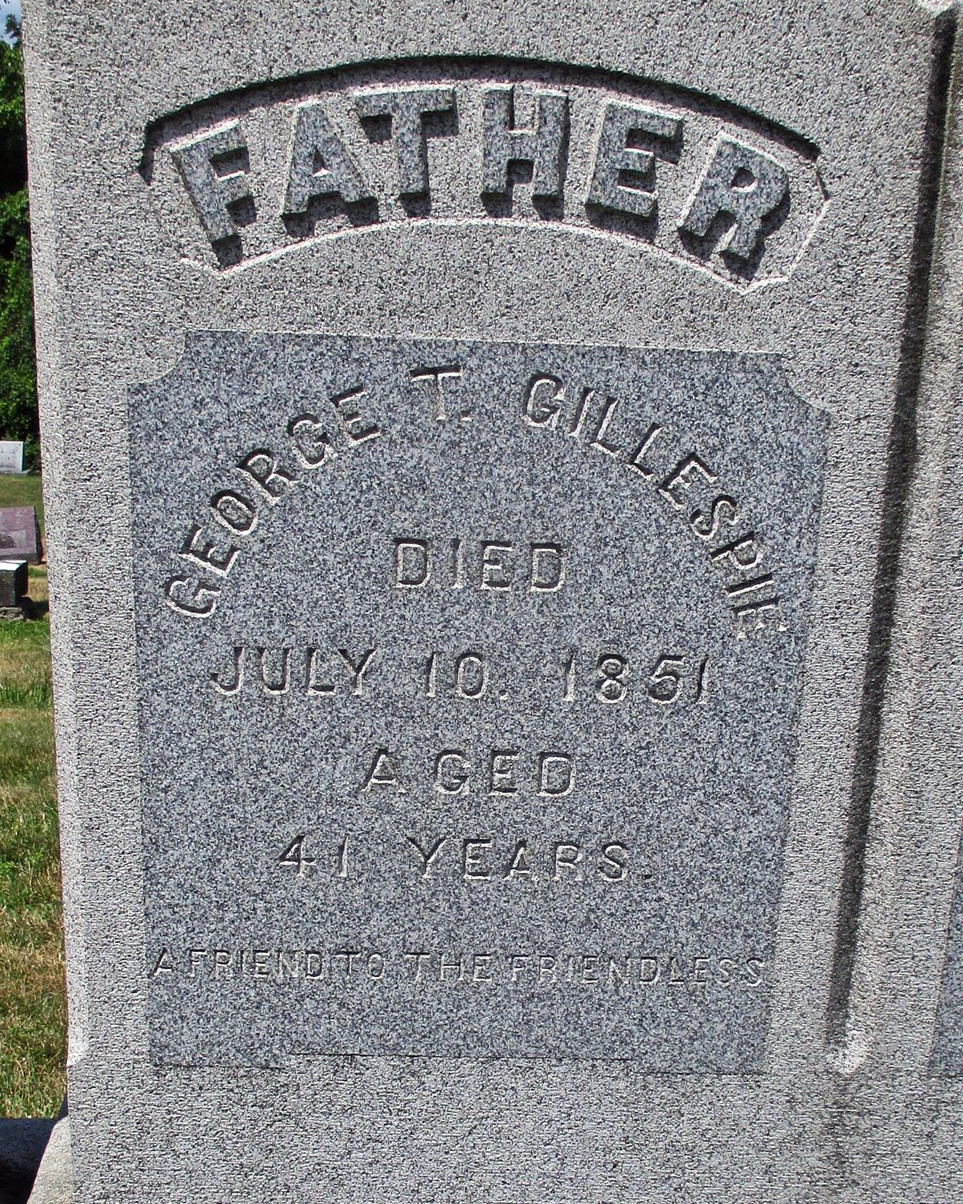 FATHER
GEORGE T. GILLESPIE
DIED
JULY 10. 1851
AGED
41 YEARS.
A FRIEND TO THE FRIENDLESS